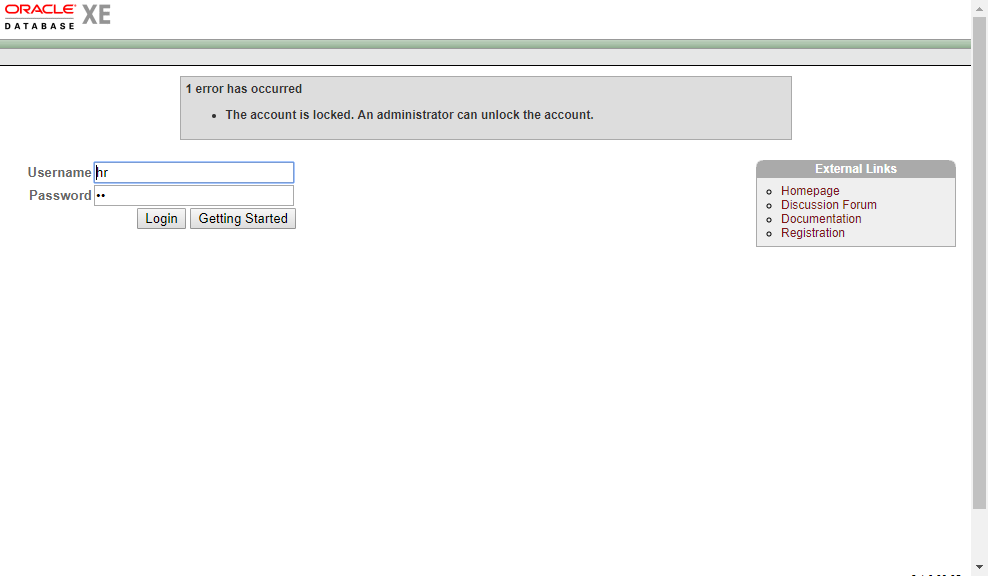 ORACLE XE
DATABASE
1 error has occurred
The account is locked. An administrator can unlock the account.
Username hr
Password ••
Login Getting Started
External Links
Homepage
Discussion Forum
Documentation
Registration